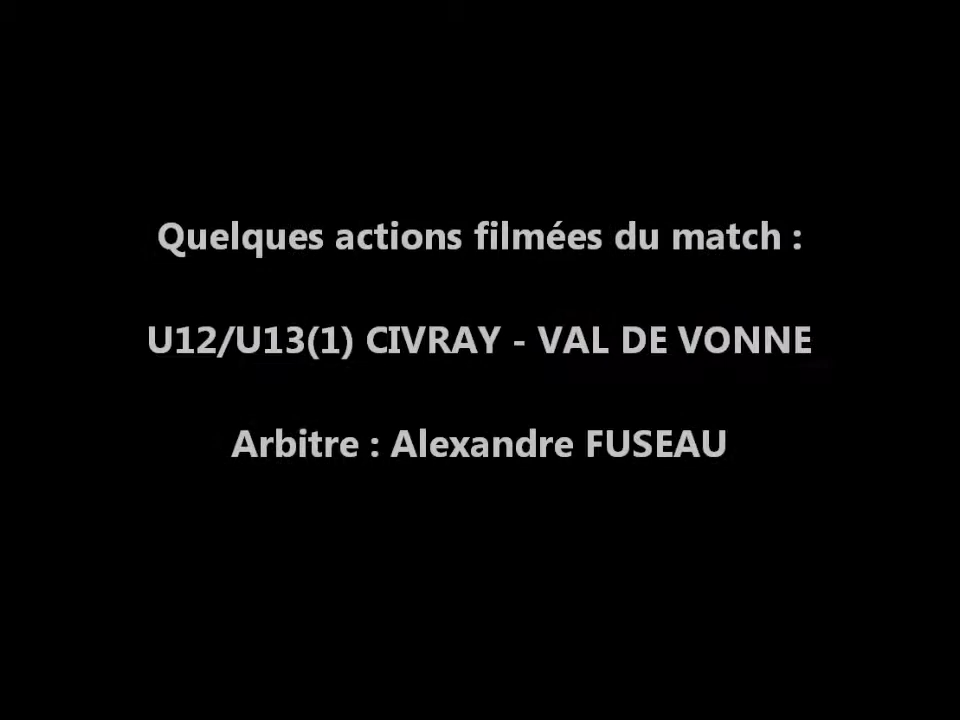 Quelques actions filmées du match :
U12/U13(1) CIVRAY - VAL DE VONNE
Arbitre : Alexandre FUSEAU